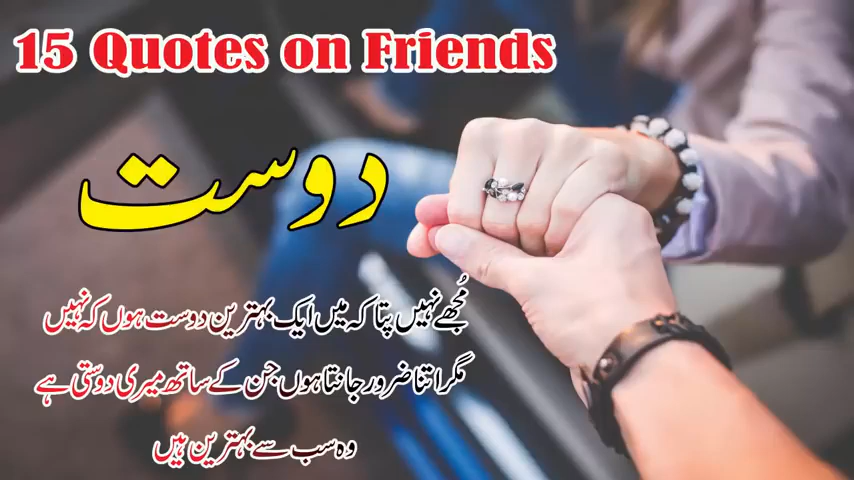 15 Quotes on Friends
دوست
مُجھے نہیں پتا کہ میں ایک بہترین دوست ہوں کہ نہیں
مگر اتنا ضرور جانتا ہوں جن کے ساتھ میری دوستی ہے
وہ سب سے بہترین ہیں